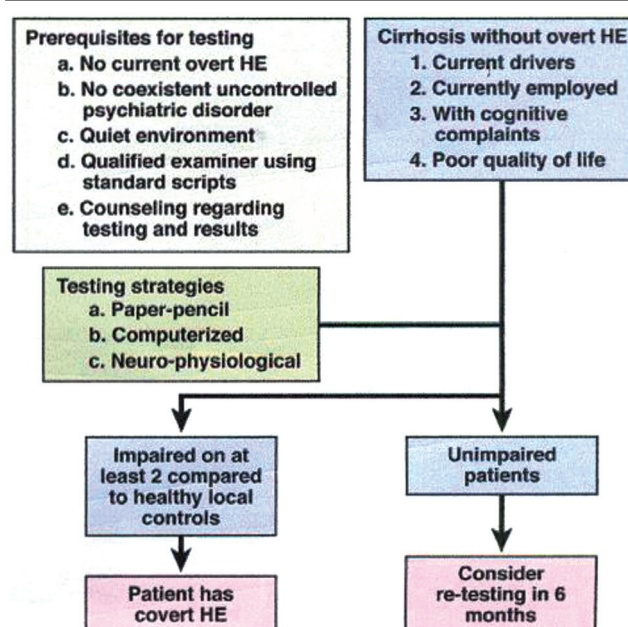 Prerequisites for testing
a. No current overt HE
b. No coexistent uncontrolled
psychiatric disorder
c. Quiet environment
d. Qualified examiner using
standard scripts
e. Counseling regarding
testing and results
Cirrhosis without overt HE
1. Current drivers
2. Currently employed
3. With cognitive
complaints
4. Poor quality of life
Testing strategies
a. Paper-pencil
b. Computerized
c. Neuro-physiological
Impaired on at
least 2 compared
to healthy local
controls
Unimpaired
patients
Patient has
covert HE
Consider
re-testing in 6
months